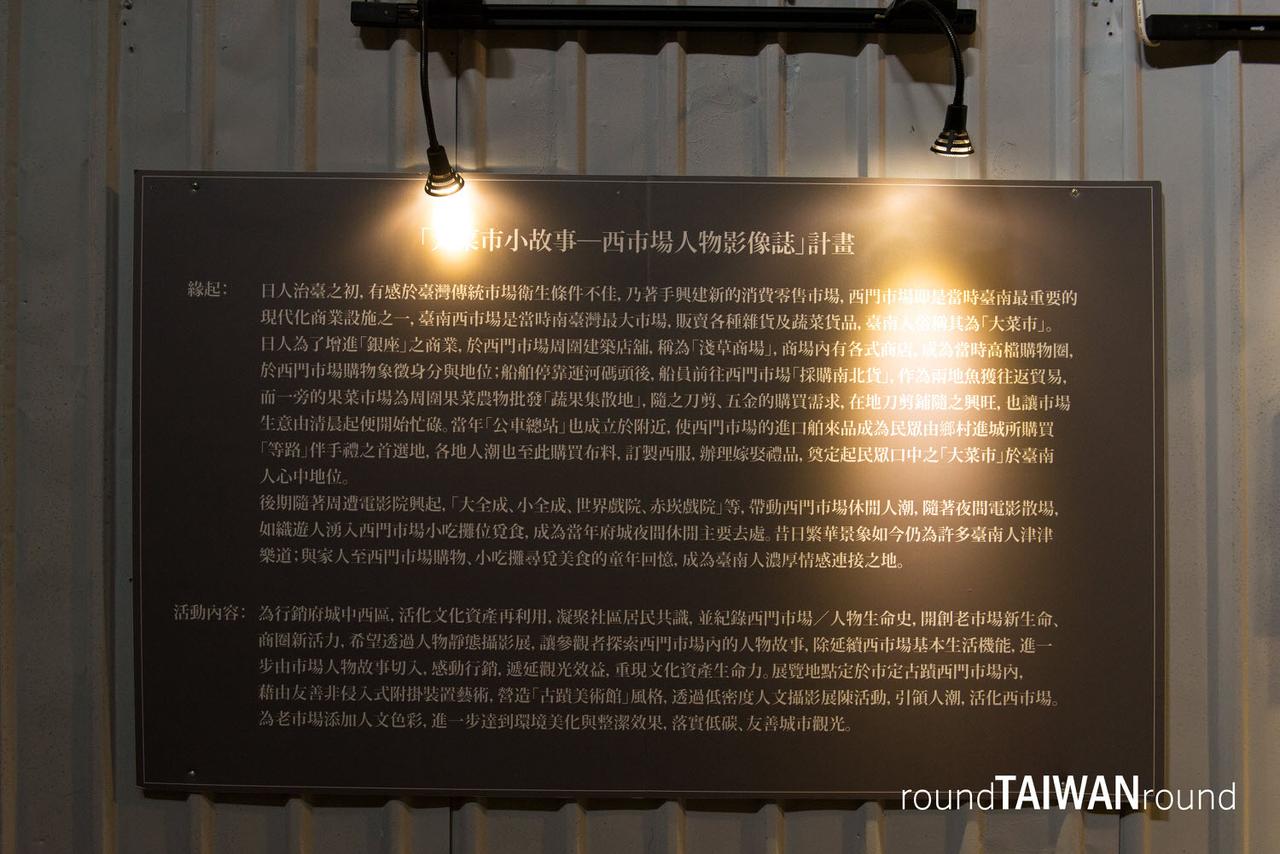 「大菜市小故事─西市場人物影像誌」計畫
緣起： 日人治臺之初，有感於臺灣傳統市場衛生條件不佳，乃著手興建新的消費零售市場，西門市場即是當時臺南最重要的
現代化商業設施之一，臺南西市場是當時南臺灣最大市場，販賣各種雜貨及蔬菜貨品，臺南人俗稱其為「大菜市」。
日人為了增進「銀座」之商業，於西門市場周圍建築店舖，稱為「淺草商場」，商場內有各式商店，成為當時高檔購物圈，
於西門市場購物象徵身分與地位；船舶停靠運河碼頭後，船員前往西門市場「採購南北貨」，作為兩地魚獲往返貿易，
而一旁的果菜市場為周圍果菜農物批發「蔬果集散地」，隨之刀剪、五金的購買需求，在地刀剪鋪隨之興旺，也讓市場
生意由清晨起便開始忙碌。當年「公車總站」也成立於附近，使西門市場的進口舶來品成為民眾由鄉村進城所購買
「等路」伴手禮之首選地，各地人潮也至此購買布料，訂製西服，辦理嫁娶禮品，奠定起民眾口中之「大菜市」於臺南
人心中地位。
後期隨著周遭電影院興起，「大全成、小全成、世界戲院、赤崁戲院」等，帶動西門市場休閒人潮，隨著夜間電影散場，
如織遊人湧入西門市場小吃攤位覓食，成為當年府城夜間休閒主要去處。昔日繁華景象如今仍為許多臺南人津津
樂道；與家人至西門市場購物、小吃攤尋覓美食的童年回憶，成為臺南人濃厚情感連接之地。
活動內容： 為行銷府城中西區，活化文化資產再利用，凝聚社區居民共識，並紀錄西門市場／人物生命史，開創老市場新生命、
商圈新活力，希望透過人物靜態攝影展，讓參觀者探索西門市場內的人物故事，除延續西市場基本生活機能，進一
步由市場人物故事切入，感動行銷，遞延觀光效益，重現文化資產生命力。展覽地點定於市定古蹟西門市場內，
藉由友善非侵入式附掛裝置藝術，營造「古蹟美術館」風格，透過低密度人文攝影展陳活動，引領人潮，活化西市場。
為老市場添加人文色彩，進一步達到環境美化與整潔效果，落實低碳、友善城市觀光。
roundTAIWANround